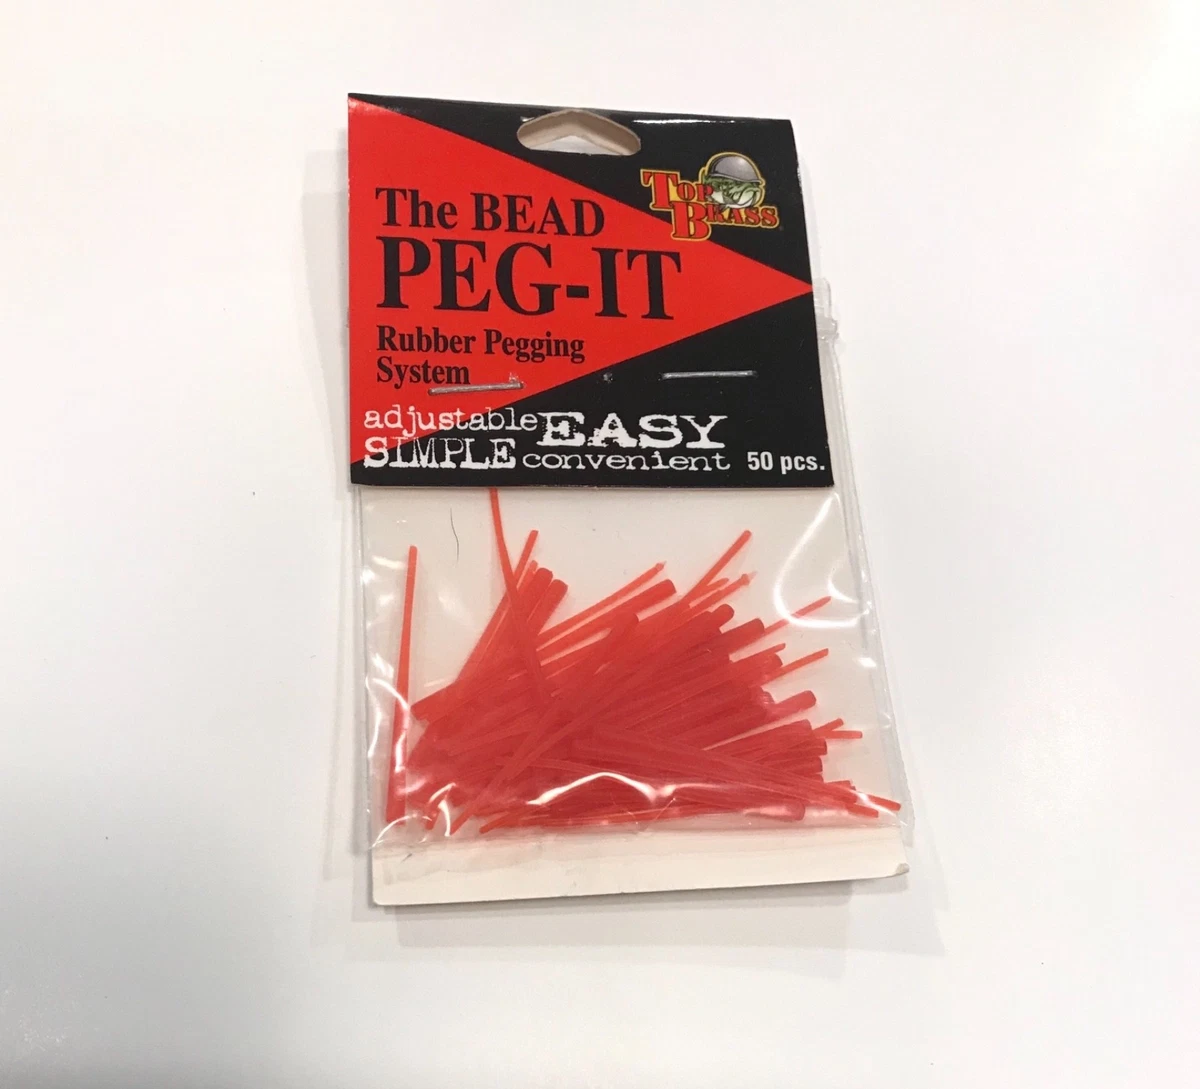 TOP
BRASS
The BEAD
PEG-IT
Rubber Pegging
System
adjustable EASY
SIMPLE convenient 50 pcs.